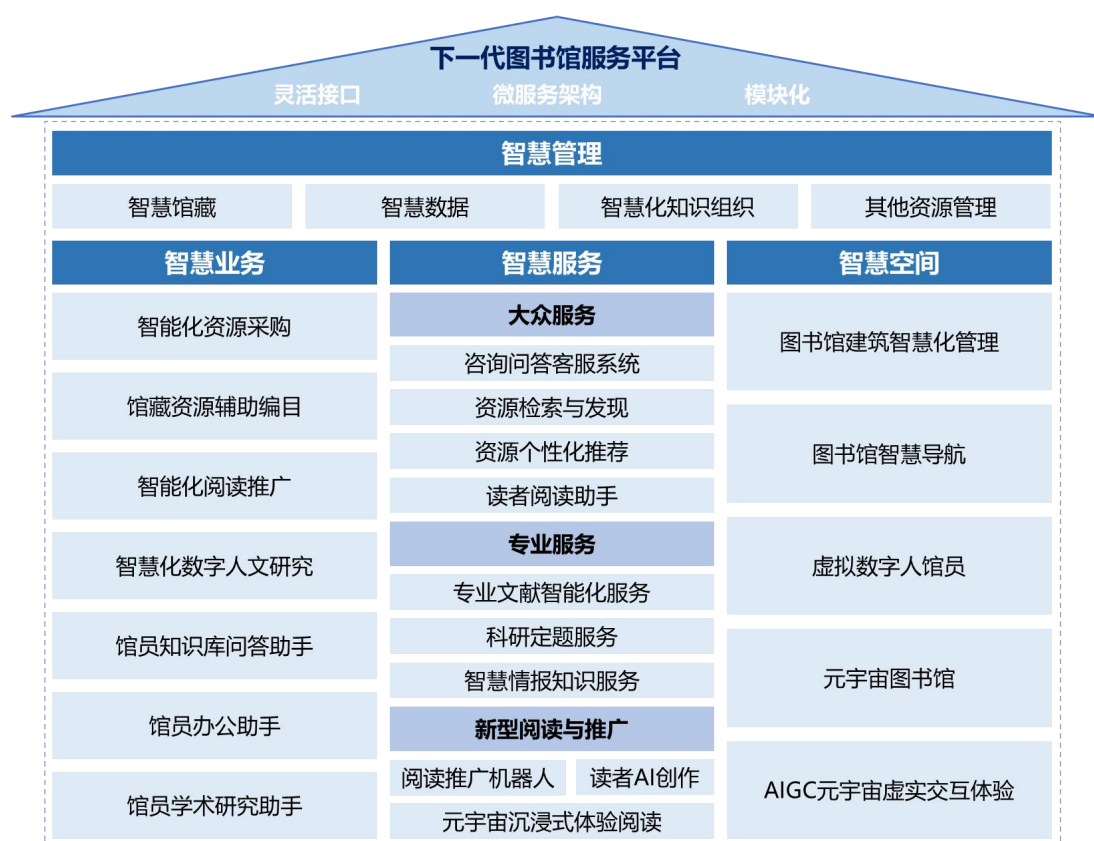 下一代图书馆服务平台
灵活接口 微服务架构 模块化
智慧管理
智慧馆藏 智慧数据 智慧化知识组织 其他资源管理
智慧业务
智能化资源采购
馆藏资源辅助编目
智能化阅读推广
智慧化数字人文研究
馆员知识库问答助手
馆员办公助手
馆员学术研究助手
智慧服务
大众服务
咨询问答客服系统
资源检索与发现
资源个性化推荐
读者阅读助手
专业服务
专业文献智能化服务
科研定题服务
智慧情报知识服务
新型阅读与推广
阅读推广机器人 读者AI创作
元宇宙沉浸式体验阅读
智慧空间
图书馆建筑智慧化管理
图书馆智慧导航
虚拟数字人馆员
元宇宙图书馆
AIGC元宇宙虚实交互体验